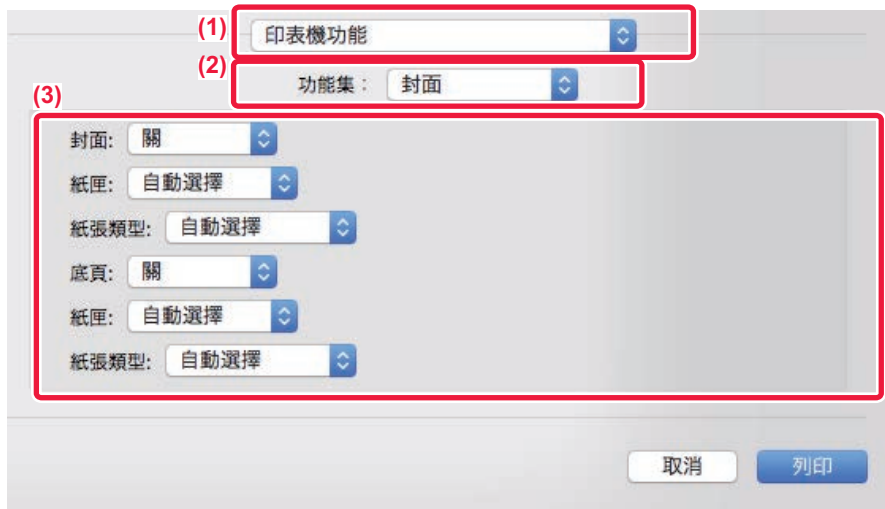 (1) 印表機功能
(2) 功能集： 封面
(3)
封面: 關
紙匣: 自動選擇
紙張類型: 自動選擇
底頁: 關
紙匣: 自動選擇
紙張類型: 自動選擇
取消 列印